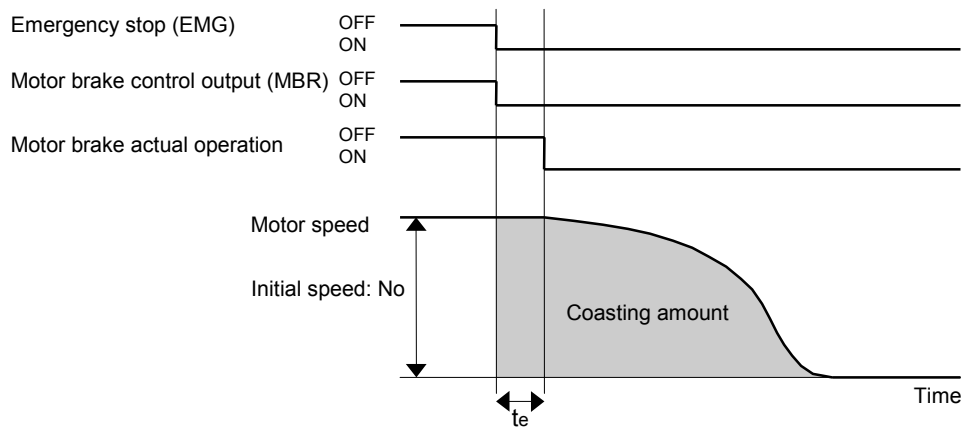 Emergency stop (EMG) OFF
ON
Motor brake control output (MBR) OFF
ON
Motor brake actual operation OFF
ON
Motor speed
Initial speed: No
Coasting amount
Time
te